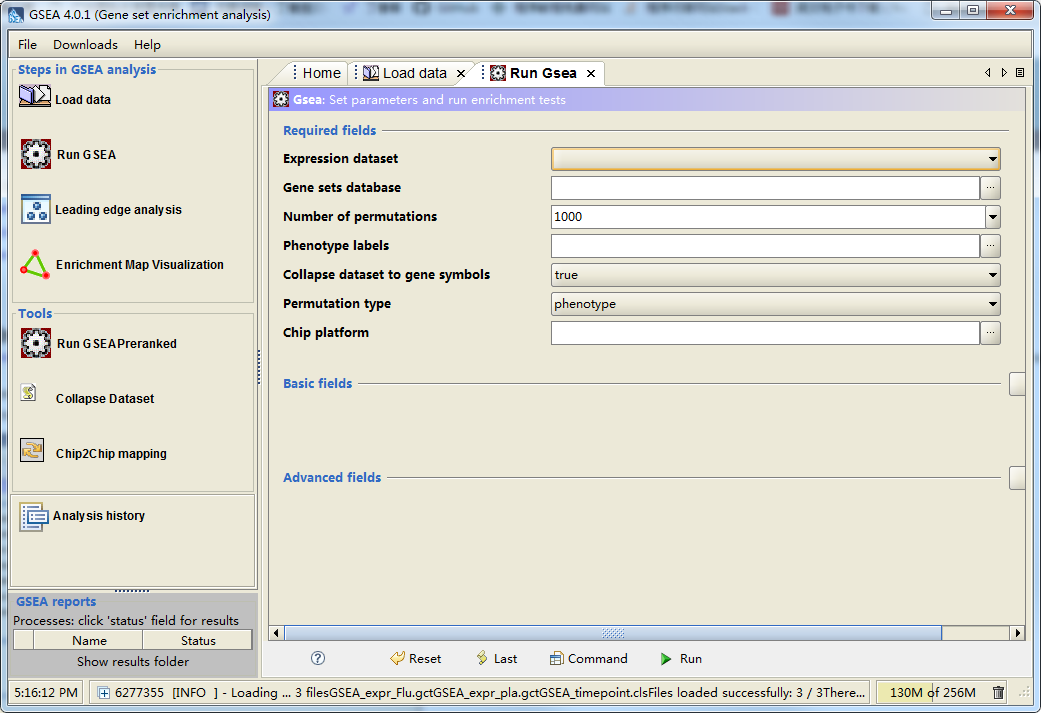 GSEA 4.0.1 (Gene set enrichment analysis)
File Downloads Help
Steps in GSEA analysis
Load data
Run GSEA
Leading edge analysis
Enrichment Map Visualization
Tools
Run GSEAPreranked
Collapse Dataset
Chip2Chip mapping
Analysis history
GSEA reports
Processes: click 'status' field for results
Name Status
Show results folder
Home Load data Run Gsea
Gsea: Set parameters and run enrichment tests
Required fields
Expression dataset
Gene sets database
...
Number of permutations 1000
Phenotype labels
...
Collapse dataset to gene symbols true
Permutation type phenotype
Chip platform
...
Basic fields
Advanced fields
? Reset Last Command Run
5:16:12 PM 6277355 [INFO ] - Loading ... 3 filesGSEA_expr_Flu.gctGSEA_expr_pla.gctGSEA_timepoint.clsFiles loaded successfully: 3 / 3There... 130M of 256M